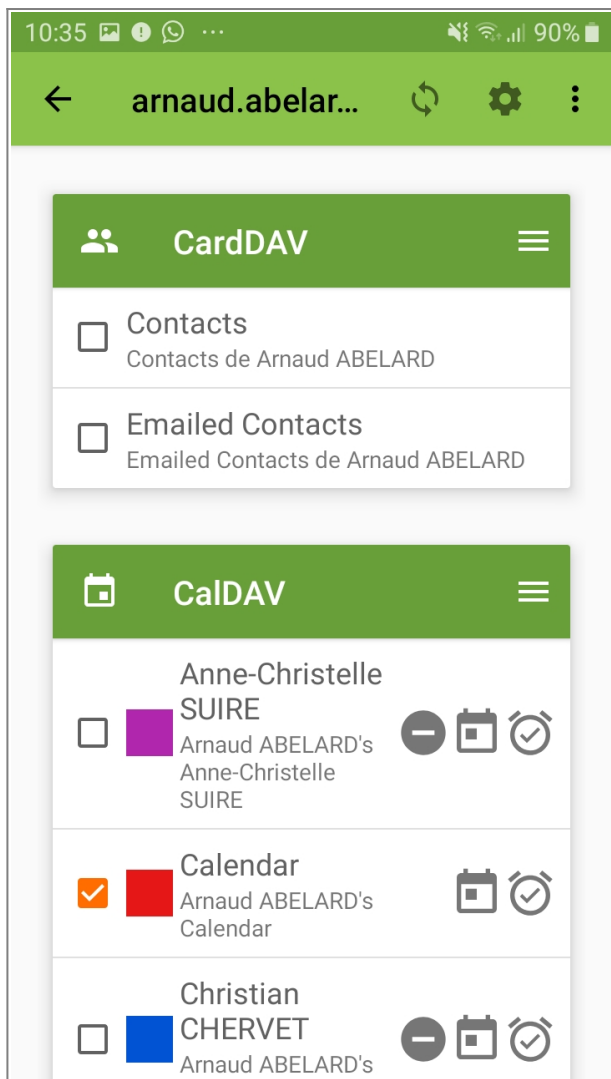 10:35 ... 90%
arnaud.abelar...
CardDAV
Contacts
Contacts de Arnaud ABELARD
Emailed Contacts
Emailed Contacts de Arnaud ABELARD
CalDAV
Anne-Christelle
SUIRE
Arnaud ABELARD's
Anne-Christelle
SUIRE
Calendar
Arnaud ABELARD's
Calendar
Christian
CHERVET
Arnaud ABELARD's